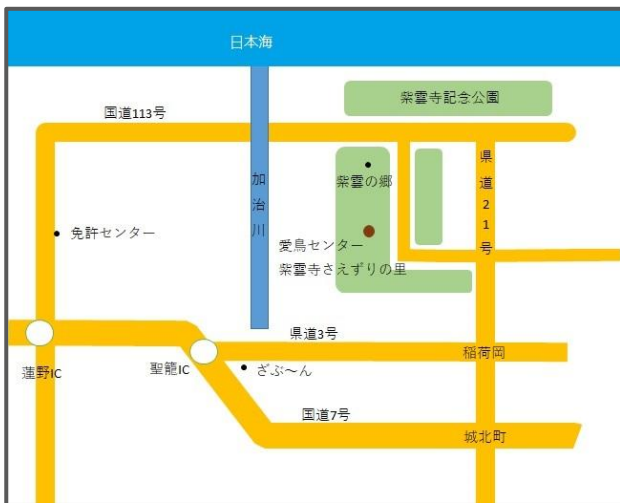 日本海
紫雲寺記念公園
国道113号
県道21号
紫雲の郷
加治川
免許センター
愛鳥センター
紫雲寺さえずりの里
県道3号
稲荷岡
蓮野IC
聖籠IC
ざぶ～ん
国道7号
城北町